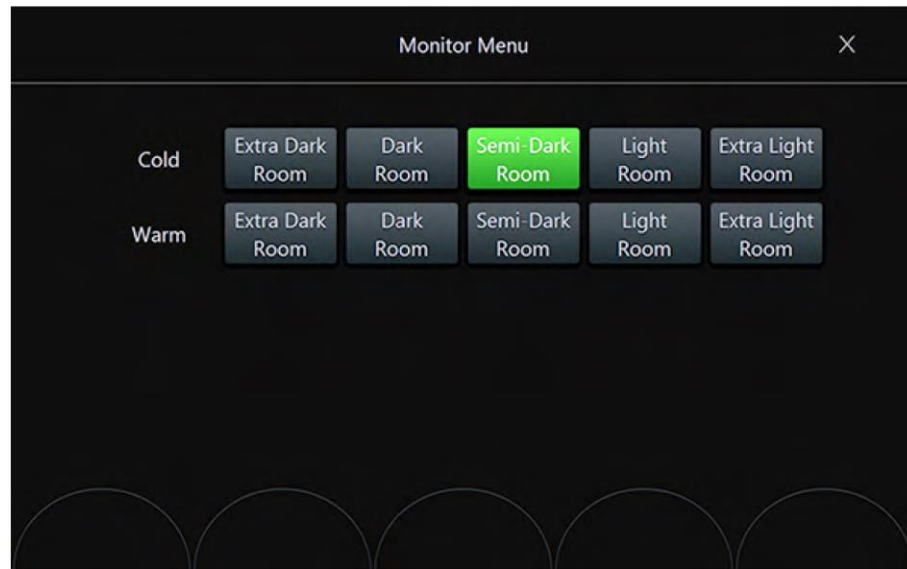 Monitor Menu X
Cold
Extra Dark Room
Dark Room
Semi-Dark Room
Light Room
Extra Light Room
Warm
Extra Dark Room
Dark Room
Semi-Dark Room
Light Room
Extra Light Room